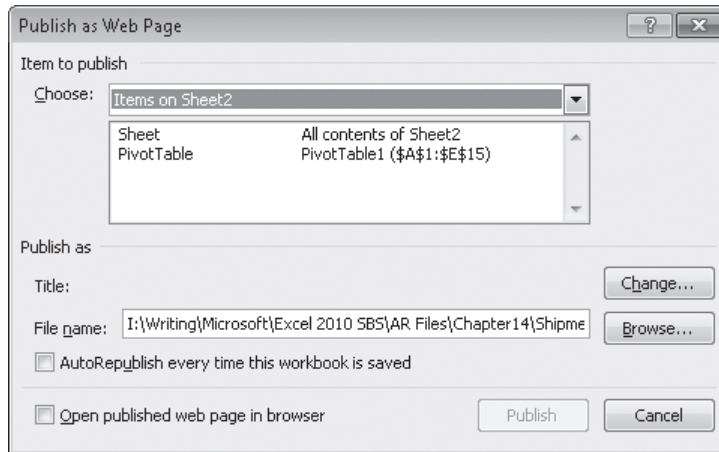 Publish as Web Page
Item to publish
Choose: Items on Sheet2
Sheet All contents of Sheet2
PivotTable PivotTable1 ($A$1:$E$15)
Publish as
Title: Change...
File name: I:\Writing\Microsoft\Excel 2010 SBS\AR Files\Chapter14\Shipme Browse...
AutoRepublish every time this workbook is saved
Open published web page in browser Publish Cancel